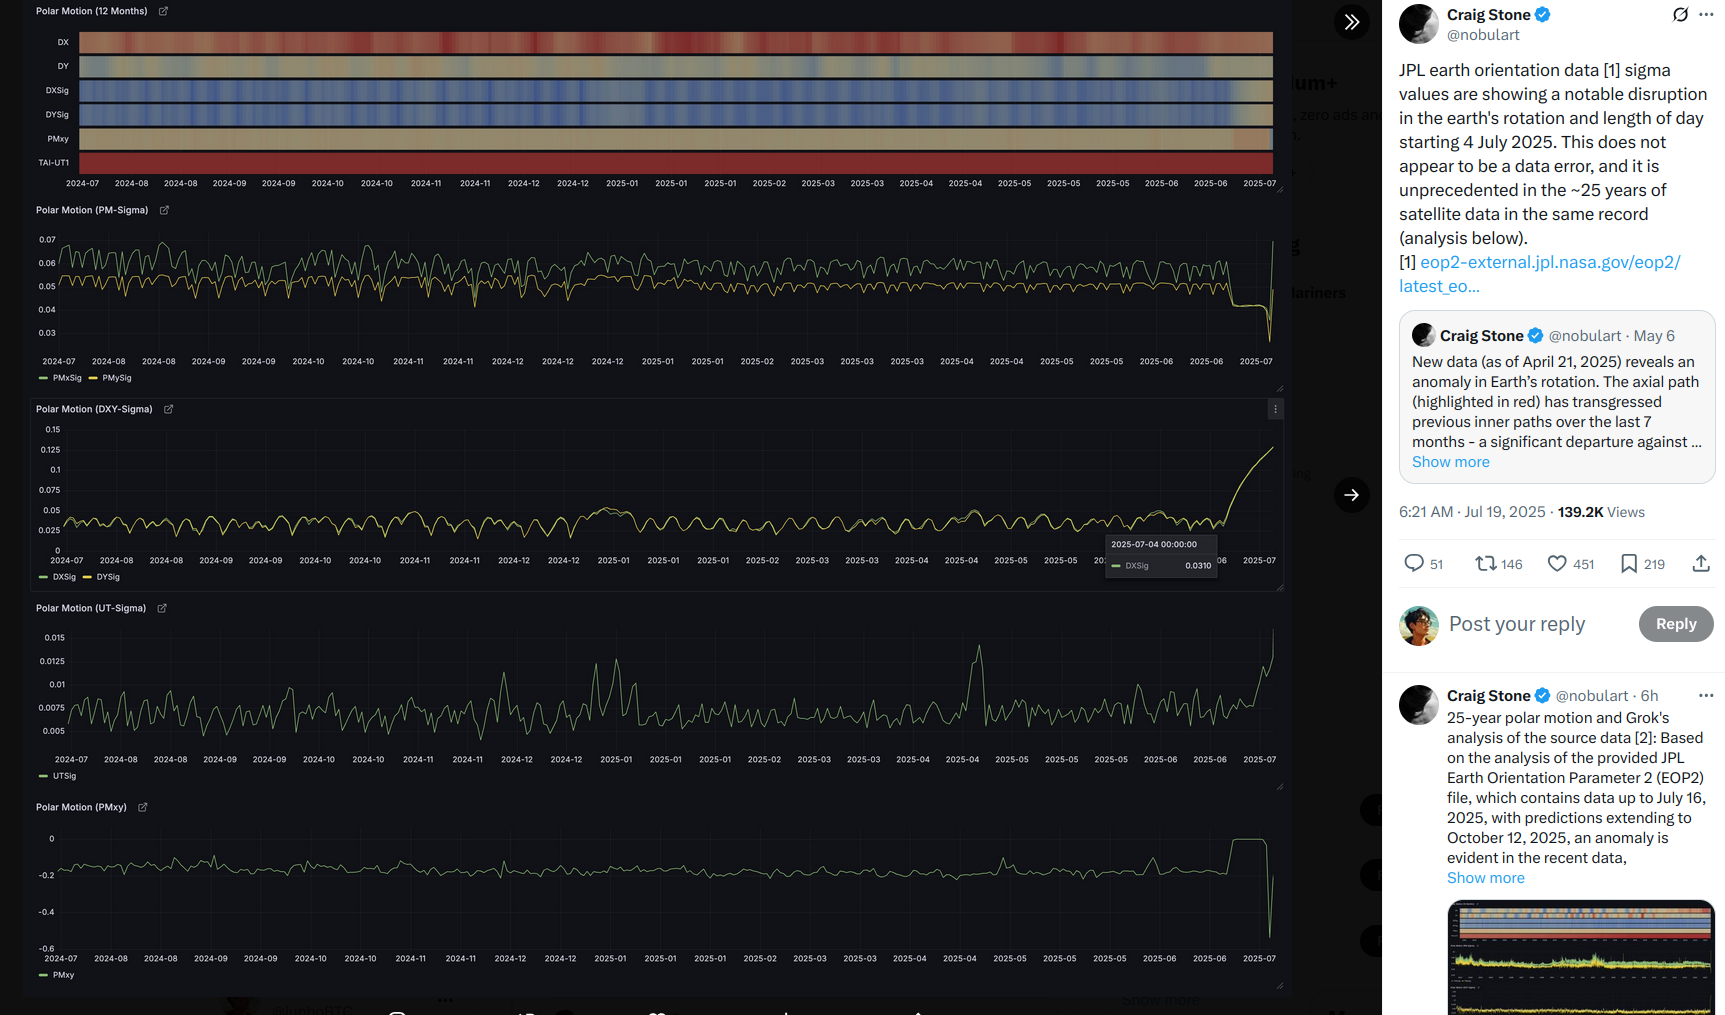 Polar Motion (12 Months)
DX
DY
DXSig
DYSig
PMxy
TAI-UT1
2024-07 2024-08 2024-08 2024-09 2024-09 2024-10 2024-10 2024-11 2024-11 2024-12 2024-12 2025-01 2025-01 2025-01 2025-02 2025-03 2025-03 2025-04 2025-04 2025-05 2025-05 2025-05 2025-06 2025-06 2025-07
Polar Motion (PM-Sigma)
0.07
0.06
0.05
0.04
0.03
2024-07 2024-08 2024-08 2024-09 2024-09 2024-10 2024-10 2024-11 2024-11 2024-12 2024-12 2024-12 2025-01 2025-01 2025-02 2025-03 2025-03 2025-03 2025-04 2025-04 2025-05 2025-05 2025-06 2025-06 2025-07
PMxSig PMySig
Polar Motion (DXY-Sigma)
0.15
0.125
0.1
0.075
0.05
0.025
0
2024-07 2024-08 2024-08 2024-09 2024-09 2024-10 2024-10 2024-11 2024-11 2024-12 2024-12 2025-01 2025-01 2025-01 2025-02 2025-03 2025-03 2025-04 2025-04 2025-05 2025-05 20 06 2025-06 2025-07
2025-07-04 00:00:00
DXSig 0.0310
DXSig DYSig
Polar Motion (UT-Sigma)
0.015
0.0125
0.01
0.0075
0.005
2024-07 2024-08 2024-08 2024-09 2024-09 2024-10 2024-10 2024-11 2024-11 2024-12 2024-12 2025-01 2025-01 2025-01 2025-02 2025-03 2025-03 2025-04 2025-04 2025-05 2025-05 2025-05 2025-06 2025-06 2025-07
UTSig
Polar Motion (PMxy)
0
-0.2
-0.4
-0.6
2024-07 2024-08 2024-08 2024-09 2024-09 2024-10 2024-10 2024-11 2024-11 2024-12 2024-12 2025-01 2025-01 2025-01 2025-02 2025-03 2025-03 2025-04 2025-04 2025-05 2025-05 2025-05 2025-06 2025-06 2025-07
PMxy
ium+
, zero ads and
lariners
Show more
Craig Stone
@nobulart
JPL earth orientation data [1] sigma
values are showing a notable disruption
in the earth's rotation and length of day
starting 4 July 2025. This does not
appear to be a data error, and it is
unprecedented in the ~25 years of
satellite data in the same record
(analysis below).
[1] eop2-external.jpl.nasa.gov/eop2/
latest_eo...
Craig Stone @nobulart · May 6
New data (as of April 21, 2025) reveals an
anomaly in Earth's rotation. The axial path
(highlighted in red) has transgressed
previous inner paths over the last 7
months - a significant departure against ...
Show more
6:21 AM · Jul 19, 2025 · 139.2K Views
51 146 451 219
Post your reply
Reply
Craig Stone @nobulart · 6h
25-year polar motion and Grok's
analysis of the source data [2]: Based
on the analysis of the provided JPL
Earth Orientation Parameter 2 (EOP2)
file, which contains data up to July 16,
2025, with predictions extending to
October 12, 2025, an anomaly is
evident in the recent data,
Show more